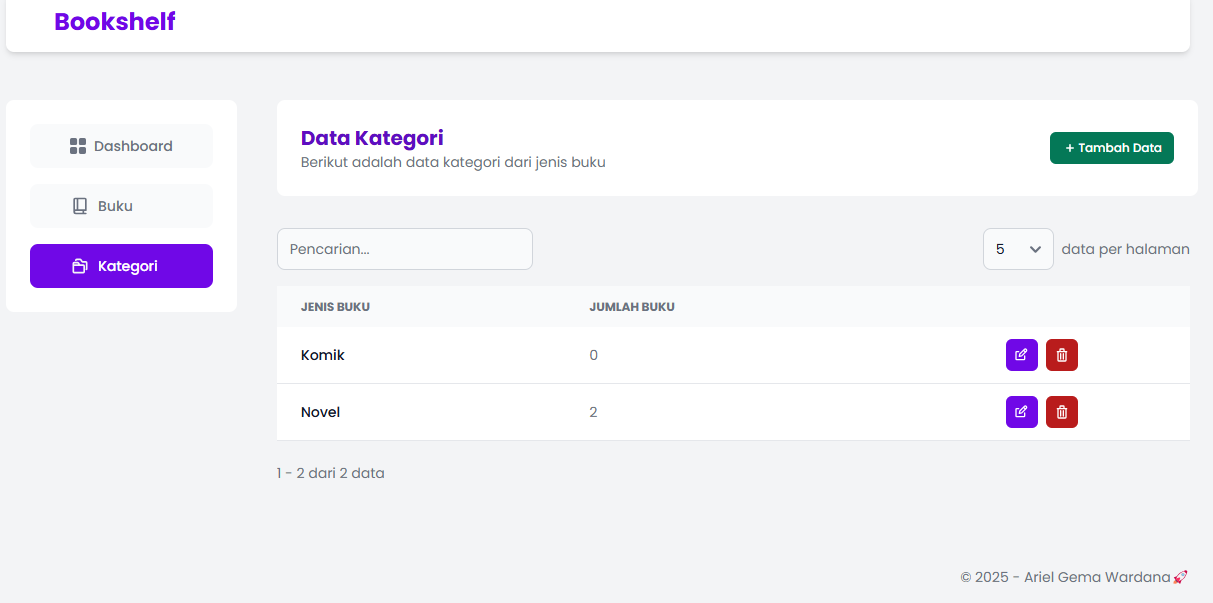 Bookshelf
Dashboard
Buku
Kategori
Data Kategori
Berikut adalah data kategori dari jenis buku
+ Tambah Data
Pencarian...
5 data per halaman
JENIS BUKU JUMLAH BUKU
Komik 0
Novel 2
1 - 2 dari 2 data
© 2025 - Ariel Gema Wardana🚀